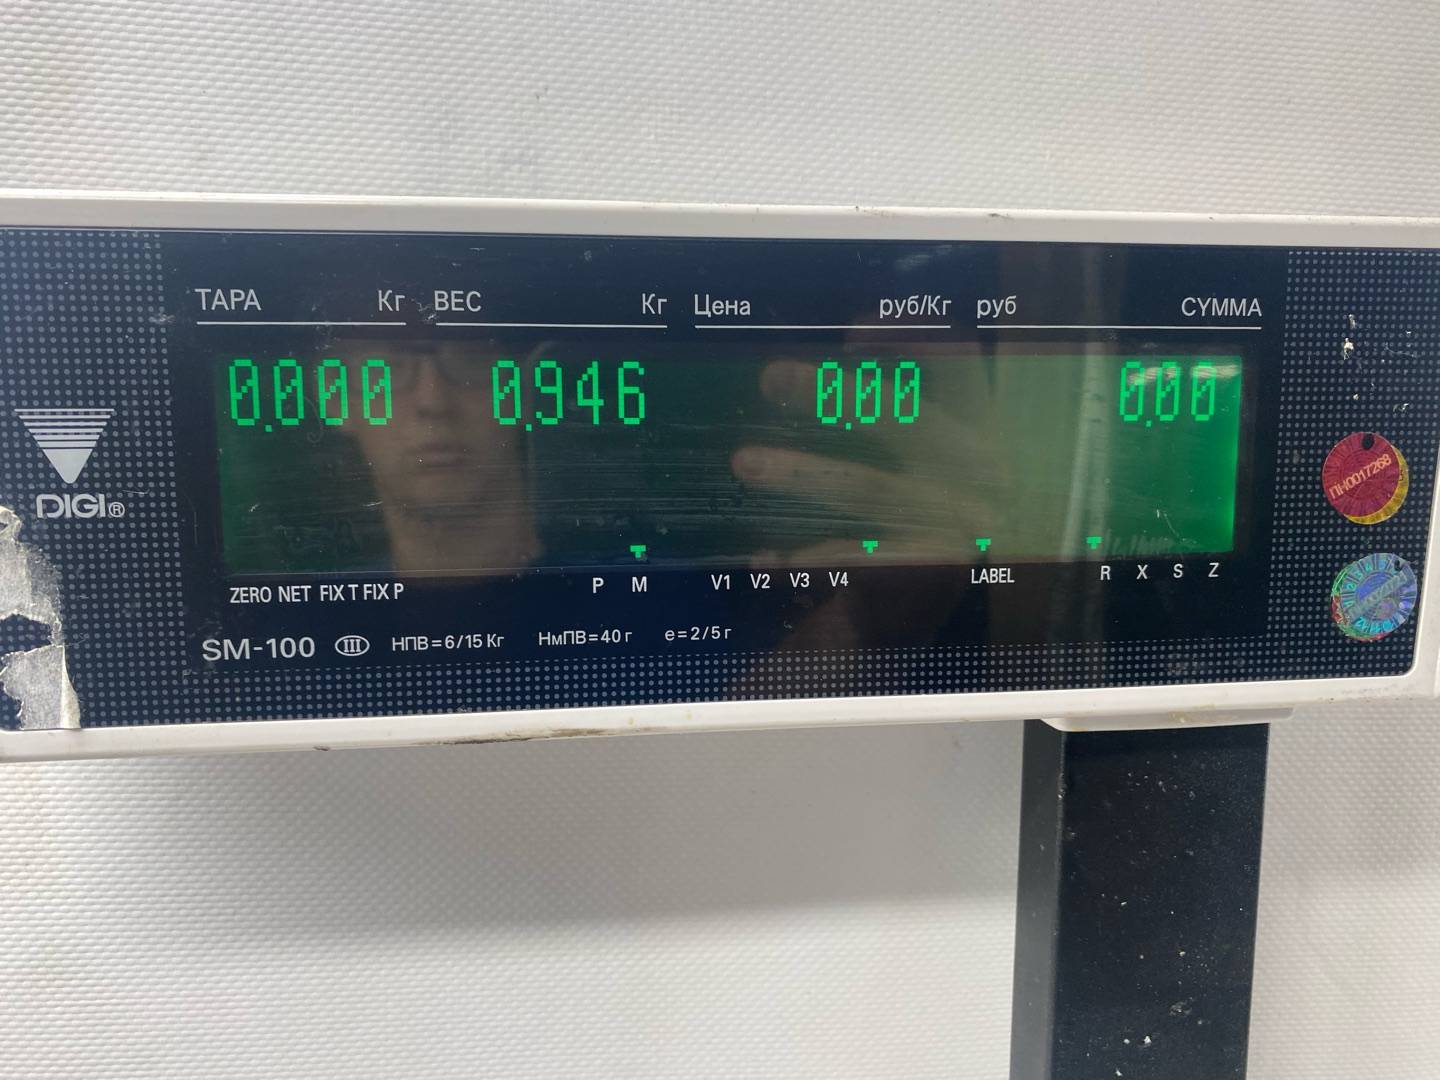 ТАРА Кг ВЕС Кг Цена руб/Кг руб СУММА
0.000 0.946 0.00 0.00
DIGI®
ZERO NET FIX T FIX P P M V1 V2 V3 V4 LABEL R X S Z
SM-100 III НПВ=6/15 Кг НмПВ=40 г e=2/5 г
ПН0017268